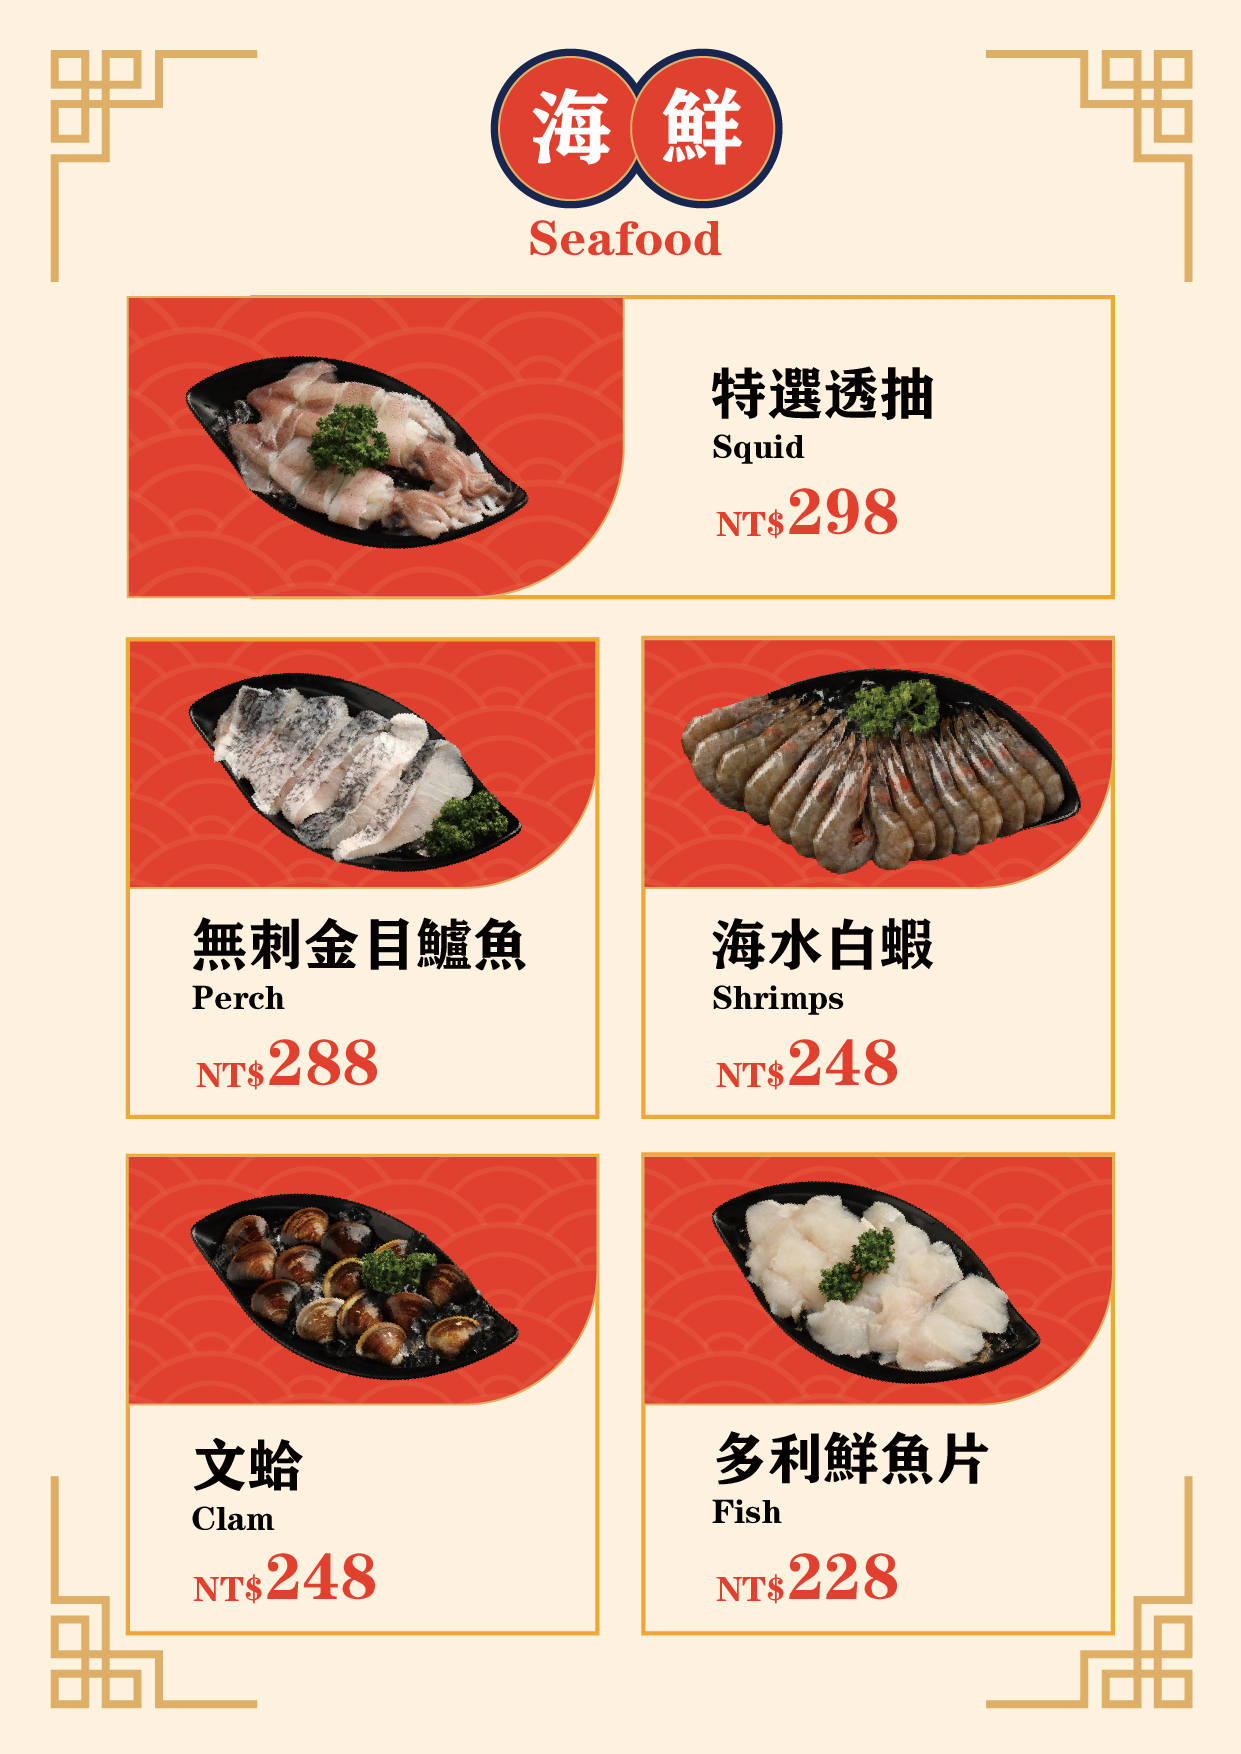 海鮮
Seafood
特選透抽
Squid
NT$298
無刺金目鱸魚
Perch
NT$288
海水白蝦
Shrimps
NT$248
文蛤
Clam
NT$248
多利鮮魚片
Fish
NT$228